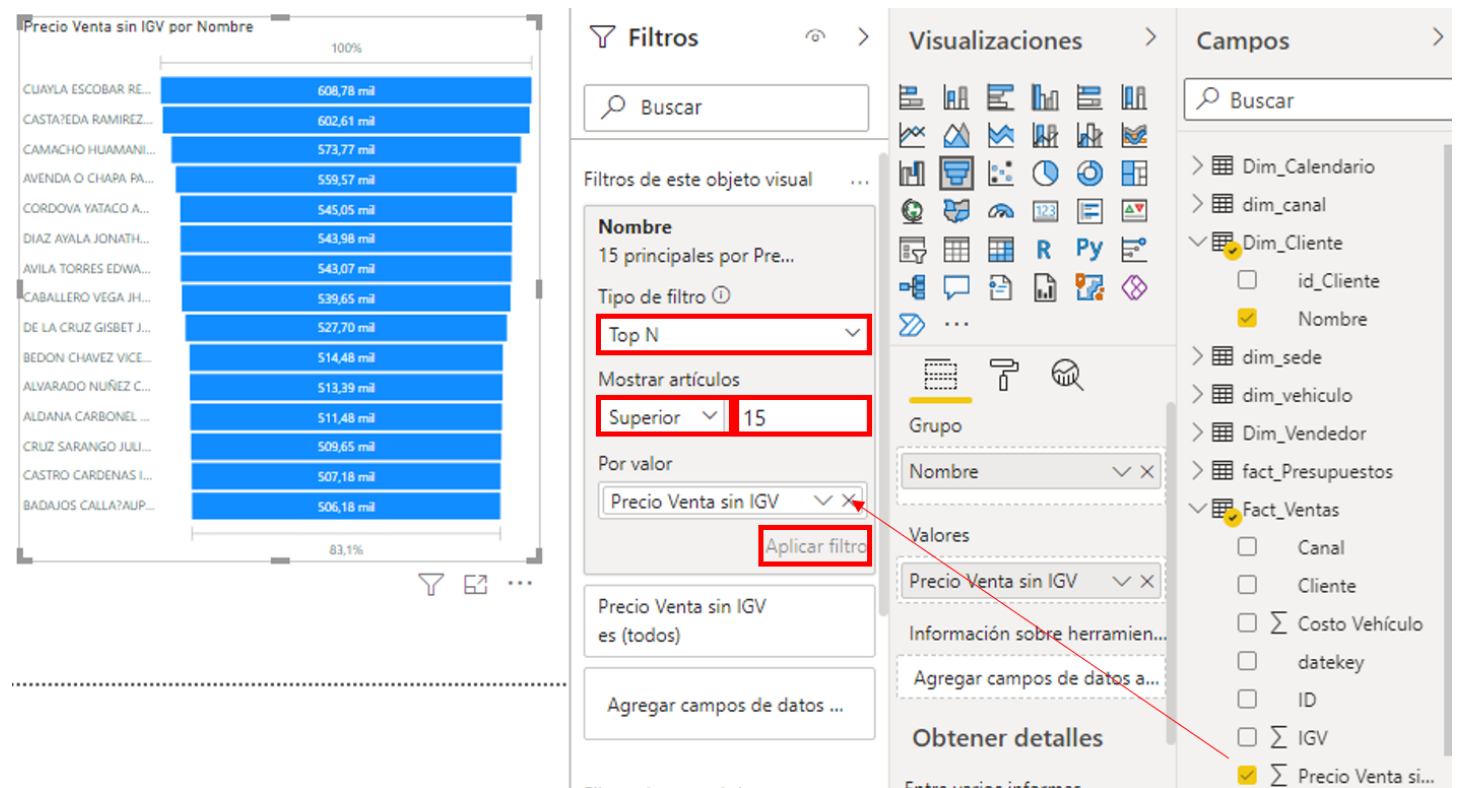 Precio Venta sin IGV por Nombre
100%
CUAYLA ESCOBAR RE... 608,78 mil
CASTA?EDA RAMIREZ... 602,61 mil
CAMACHO HUAMANI... 573,77 mil
AVENDA O CHAPA PA... 559,57 mil
CORDOVA YATACO A... 545,05 mil
DIAZ AYALA JONATH... 543,98 mil
AVILA TORRES EDWA... 543,07 mil
CABALLERO VEGA JH... 539,65 mil
DE LA CRUZ GISBET J... 527,70 mil
BEDON CHAVEZ VICE... 514,48 mil
ALVARADO NUÑEZ C... 513,39 mil
ALDANA CARBONEL ... 511,48 mil
CRUZ SARANGO JULI... 509,65 mil
CASTRO CARDENAS I... 507,18 mil
BADAJOS CALLA?AUP... 506,18 mil
83,1%
Filtros
Buscar
Filtros de este objeto visual ...
Nombre
15 principales por Pre...
Tipo de filtro
Top N
Mostrar artículos
Superior 15
Por valor
Precio Venta sin IGV
Aplicar filtro
Precio Venta sin IGV
es (todos)
Agregar campos de datos ...
Visualizaciones
123
R Py
...
Grupo
Nombre
Valores
Precio Venta sin IGV
Información sobre herramien...
Agregar campos de datos a...
Obtener detalles
Entre varios informes
Campos
Buscar
Dim_Calendario
dim_canal
Dim_Cliente
id_Cliente
Nombre
dim_sede
dim_vehiculo
Dim_Vendedor
fact_Presupuestos
Fact_Ventas
Canal
Cliente
∑ Costo Vehículo
datekey
ID
∑ IGV
∑ Precio Venta si...